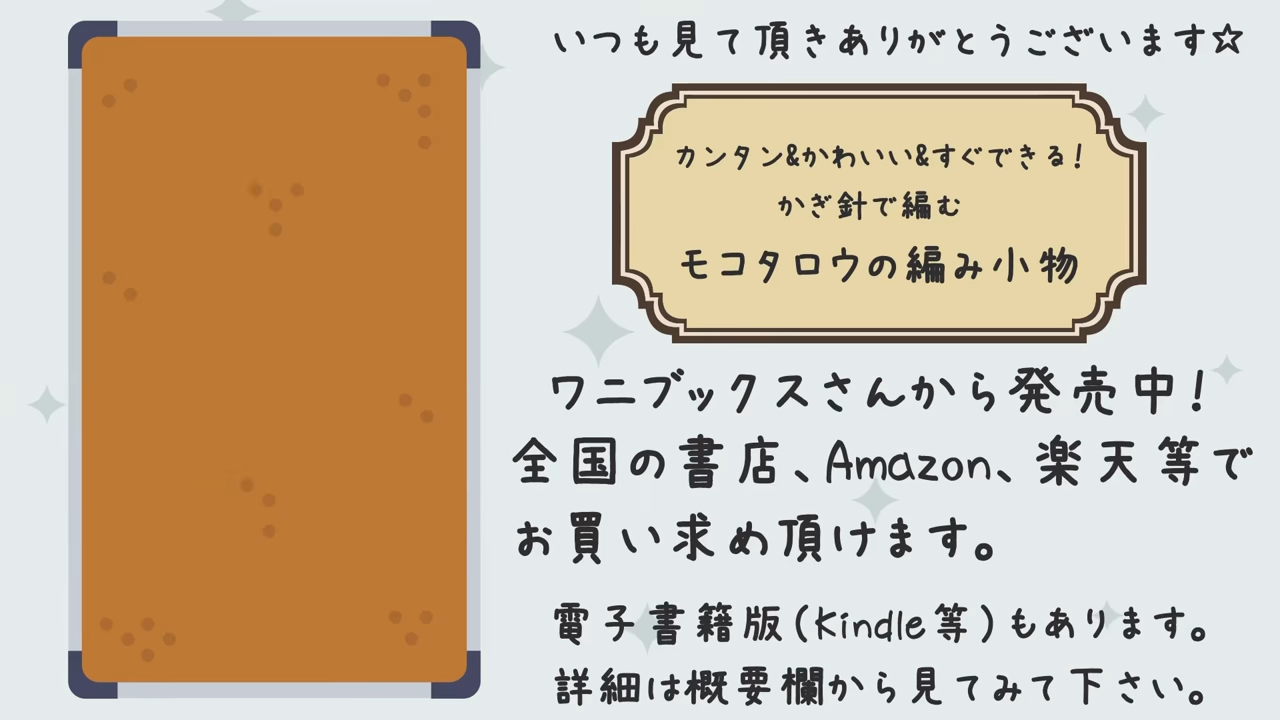 いつも見て頂きありがとうございます☆
カンタン&かわいい&すぐできる!
かぎ針で編む
モコタロウの編み小物
ワニブックスさんから発売中!
全国の書店、Amazon、楽天等で
お買い求め頂けます。
電子書籍版(Kindle等)もあります。
詳細は概要欄から見てみて下さい。